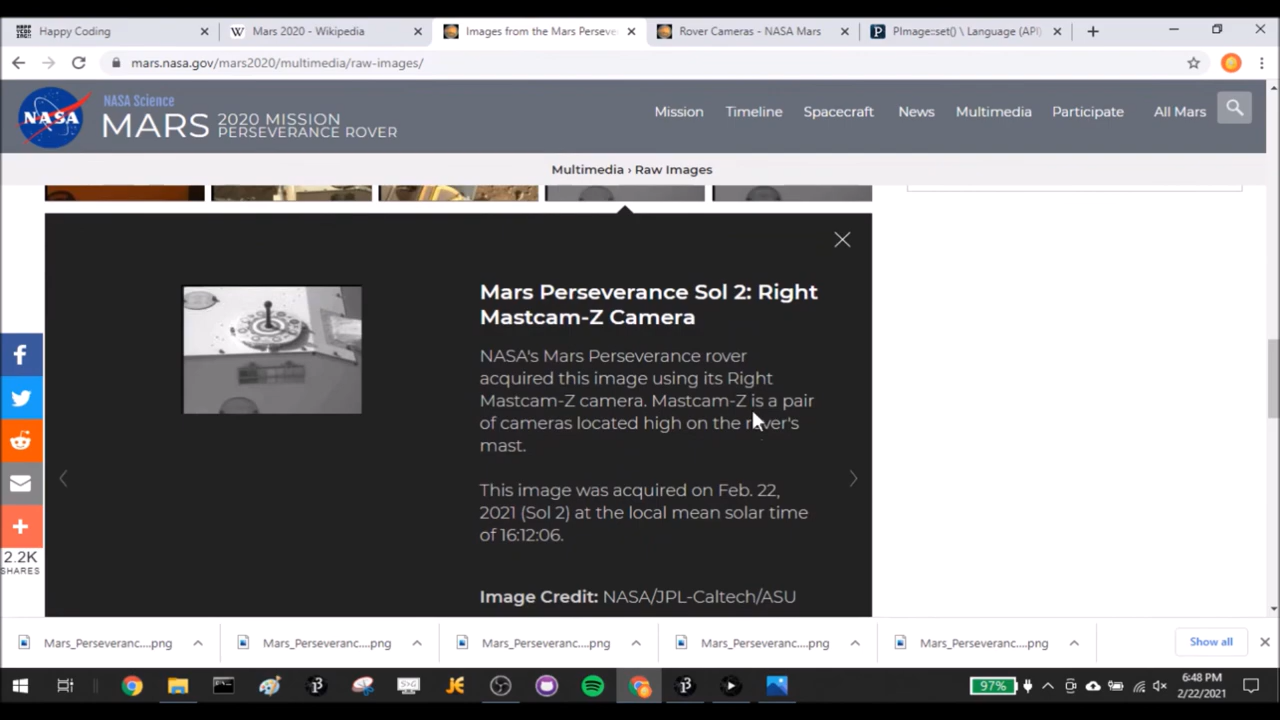 Happy Coding
W Mars 2020 - Wikipedia
Images from the Mars Perseve
Rover Cameras - NASA Mars
PImage::set() \ Language (API)
mars.nasa.gov/mars2020/multimedia/raw-images/
NASA
NASA Science
MARS
2020 MISSION
PERSEVERANCE ROVER
Mission
Timeline
Spacecraft
News
Multimedia
Participate
All Mars
Multimedia › Raw Images
Mars Perseverance Sol 2: Right
Mastcam-Z Camera
NASA's Mars Perseverance rover
acquired this image using its Right
Mastcam-Z camera. Mastcam-Z is a pair
of cameras located high on the rover's
mast.
This image was acquired on Feb. 22,
2021 (Sol 2) at the local mean solar time
of 16:12:06.
Image Credit: NASA/JPL-Caltech/ASU
2.2K
SHARES
Mars_Perseveranc....png
Mars_Perseveranc....png
Mars_Perseveranc....png
Mars_Perseveranc....png
Mars_Perseveranc....png
Show all
97%
6:48 PM
2/22/2021